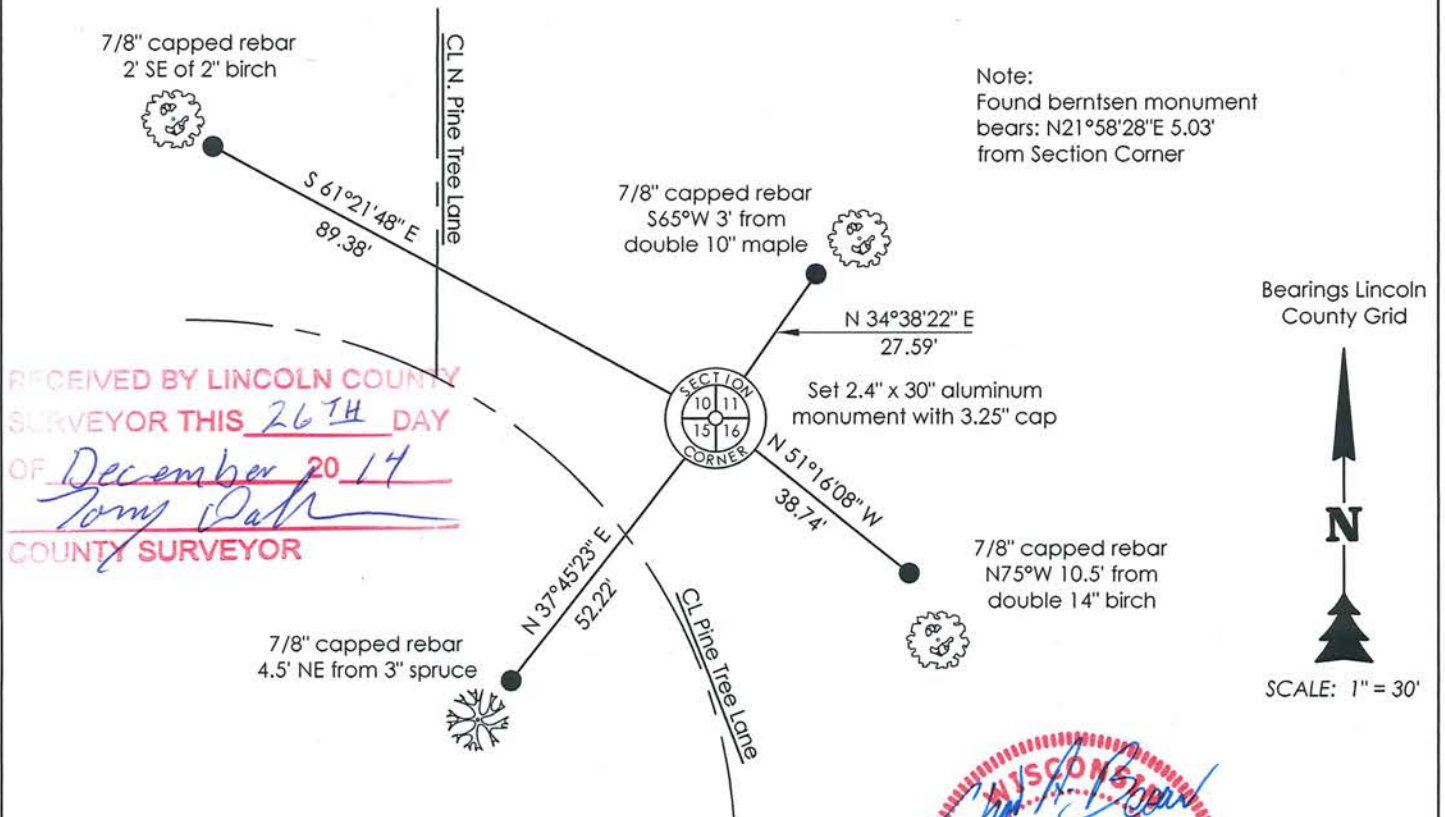 7/8" capped rebar
2' SE of 2" birch
CL N. Pine Tree Lane
Note:
Found berntsen monument
bears: N21°58'28"E 5.03'
from Section Corner
S 61°21'48" E
89.38'
7/8" capped rebar
S65°W 3' from
double 10" maple
N 34°38'22" E
27.59'
Bearings Lincoln
County Grid
RECEIVED BY LINCOLN COUNTY
SURVEYOR THIS 26TH DAY
OF December 20 14
Tony
COUNTY SURVEYOR
SECTION
10 11
15 16
CORNER
Set 2.4" x 30" aluminum
monument with 3.25" cap
N 51°16'08" W
38.74'
N 37°45'23" E
52.22'
7/8" capped rebar
N75°W 10.5' from
double 14" birch
7/8" capped rebar
4.5' NE from 3" spruce
CL Pine Tree Lane
N
SCALE: 1" = 30'
WISCONSIN